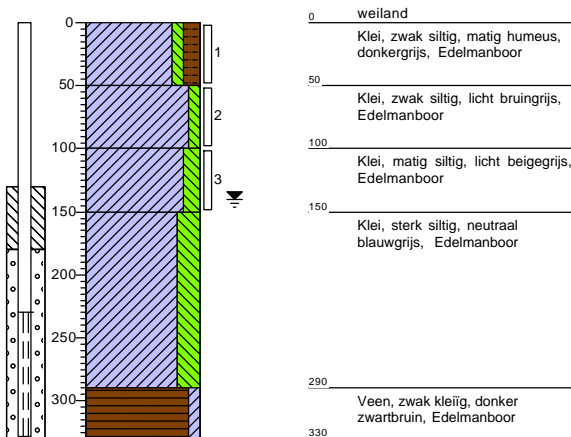 0
50
100
150
200
250
300
1
2
3
0 weiland
Klei, zwak siltig, matig humeus,
donkergrijs, Edelmanboor
50
Klei, zwak siltig, licht bruingrijs,
Edelmanboor
100
Klei, matig siltig, licht beigegrijs,
Edelmanboor
150
Klei, sterk siltig, neutraal
blauwgrijs, Edelmanboor
290
Veen, zwak kleiïg, donker
zwartbruin, Edelmanboor
330